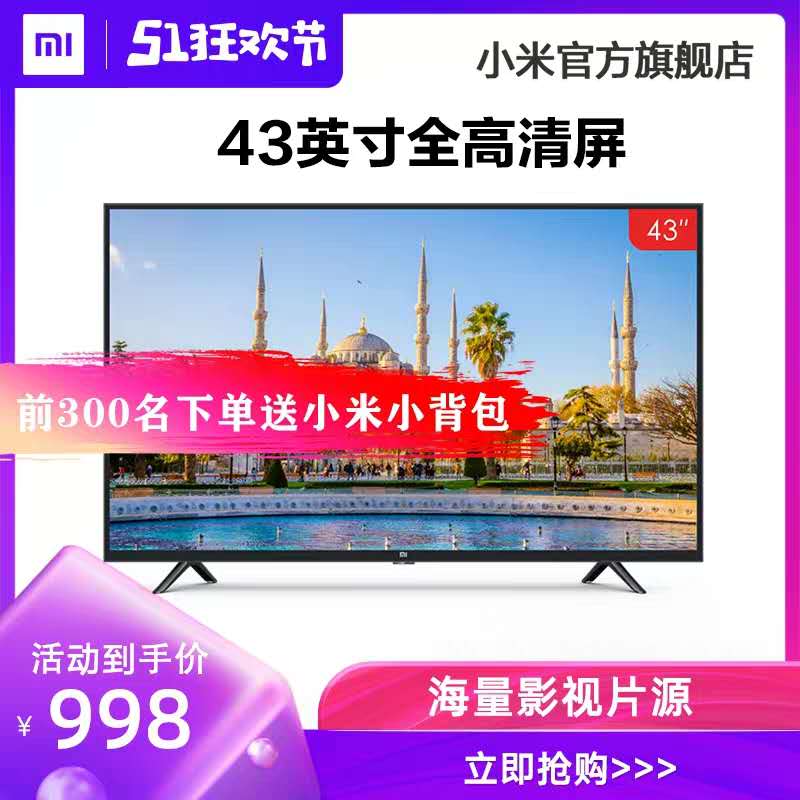 MI 51狂欢节
小米官方旗舰店
43英寸全高清屏
43"
前300名下单送小米小背包
MI
活动到手价
¥998
海量影视片源
立即抢购>>>